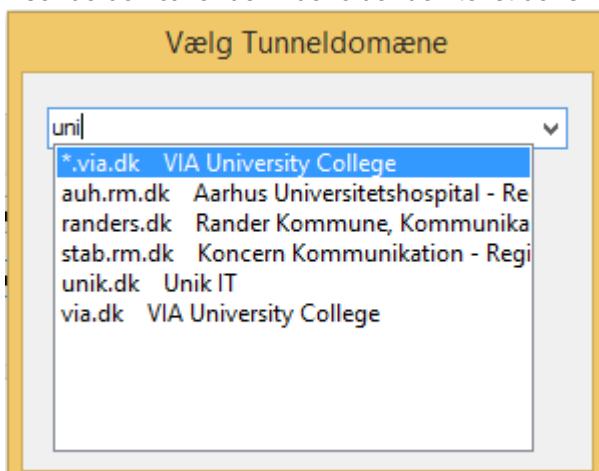 Vælg Tunneldomæne
uni
*.via.dk VIA University College
auh.rm.dk Aarhus Universitetshospital - Re
randers.dk Rander Kommune, Kommunika
stab.rm.dk Koncern Kommunikation - Regi
unik.dk Unik IT
via.dk VIA University College